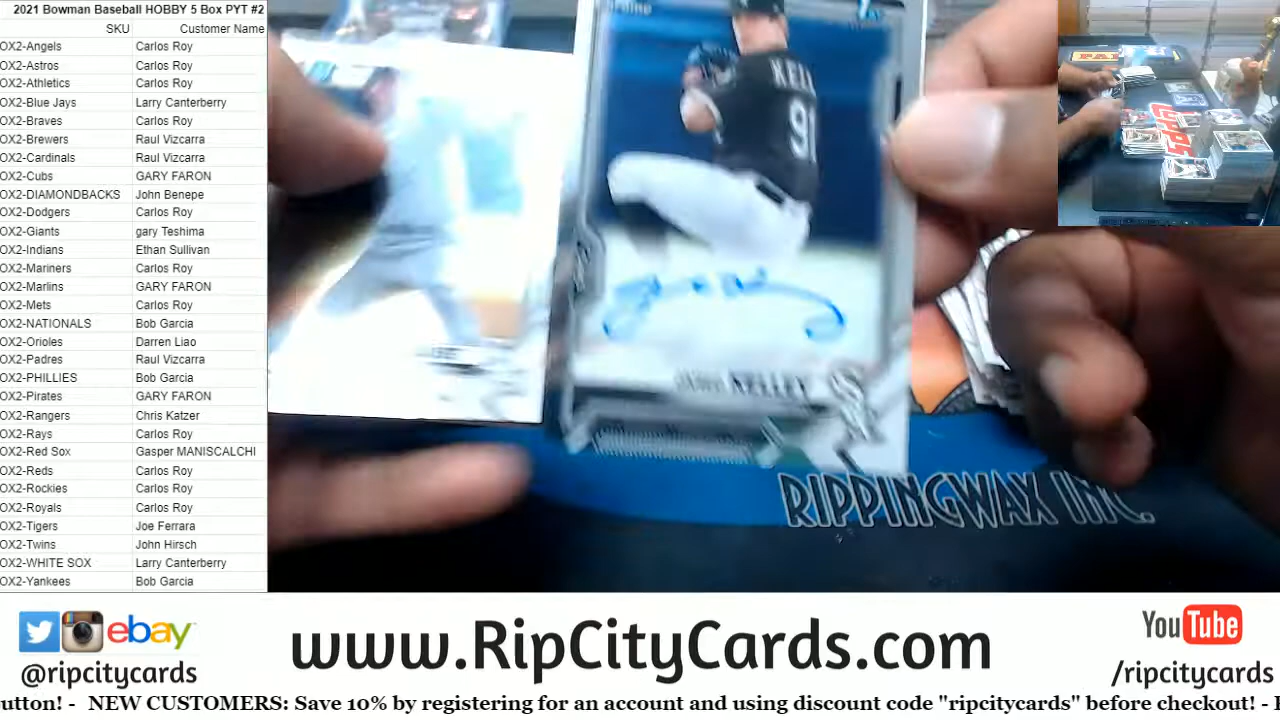 2021 Bowman Baseball HOBBY 5 Box PYT #2
SKU Customer Name
OX2-Angels Carlos Roy
OX2-Astros Carlos Roy
OX2-Athletics Carlos Roy
OX2-Blue Jays Larry Canterberry
OX2-Braves Carlos Roy
OX2-Brewers Raul Vizcarra
OX2-Cardinals Raul Vizcarra
OX2-Cubs GARY FARON
OX2-DIAMONDBACKS John Benepe
OX2-Dodgers Carlos Roy
OX2-Giants gary Teshima
OX2-Indians Ethan Sullivan
OX2-Mariners Carlos Roy
OX2-Marlins GARY FARON
OX2-Mets Carlos Roy
OX2-NATIONALS Bob Garcia
OX2-Orioles Darren Liao
OX2-Padres Raul Vizcarra
OX2-PHILLIES Bob Garcia
OX2-Pirates GARY FARON
OX2-Rangers Chris Katzer
OX2-Rays Carlos Roy
OX2-Red Sox Gasper MANISCALCHI
OX2-Reds Carlos Roy
OX2-Rockies Carlos Roy
OX2-Royals Carlos Roy
OX2-Tigers Joe Ferrara
OX2-Twins John Hirsch
OX2-WHITE SOX Larry Canterberry
OX2-Yankees Bob Garcia
KELL
91
KELLEY
RIPPINGWAX INC.
topps
ebay
@ripcitycards
www.RipCityCards.com
YouTube
/ripcitycards
utton! - NEW CUSTOMERS: Save 10% by registering for an account and using discount code "ripcitycards" before checkout! -